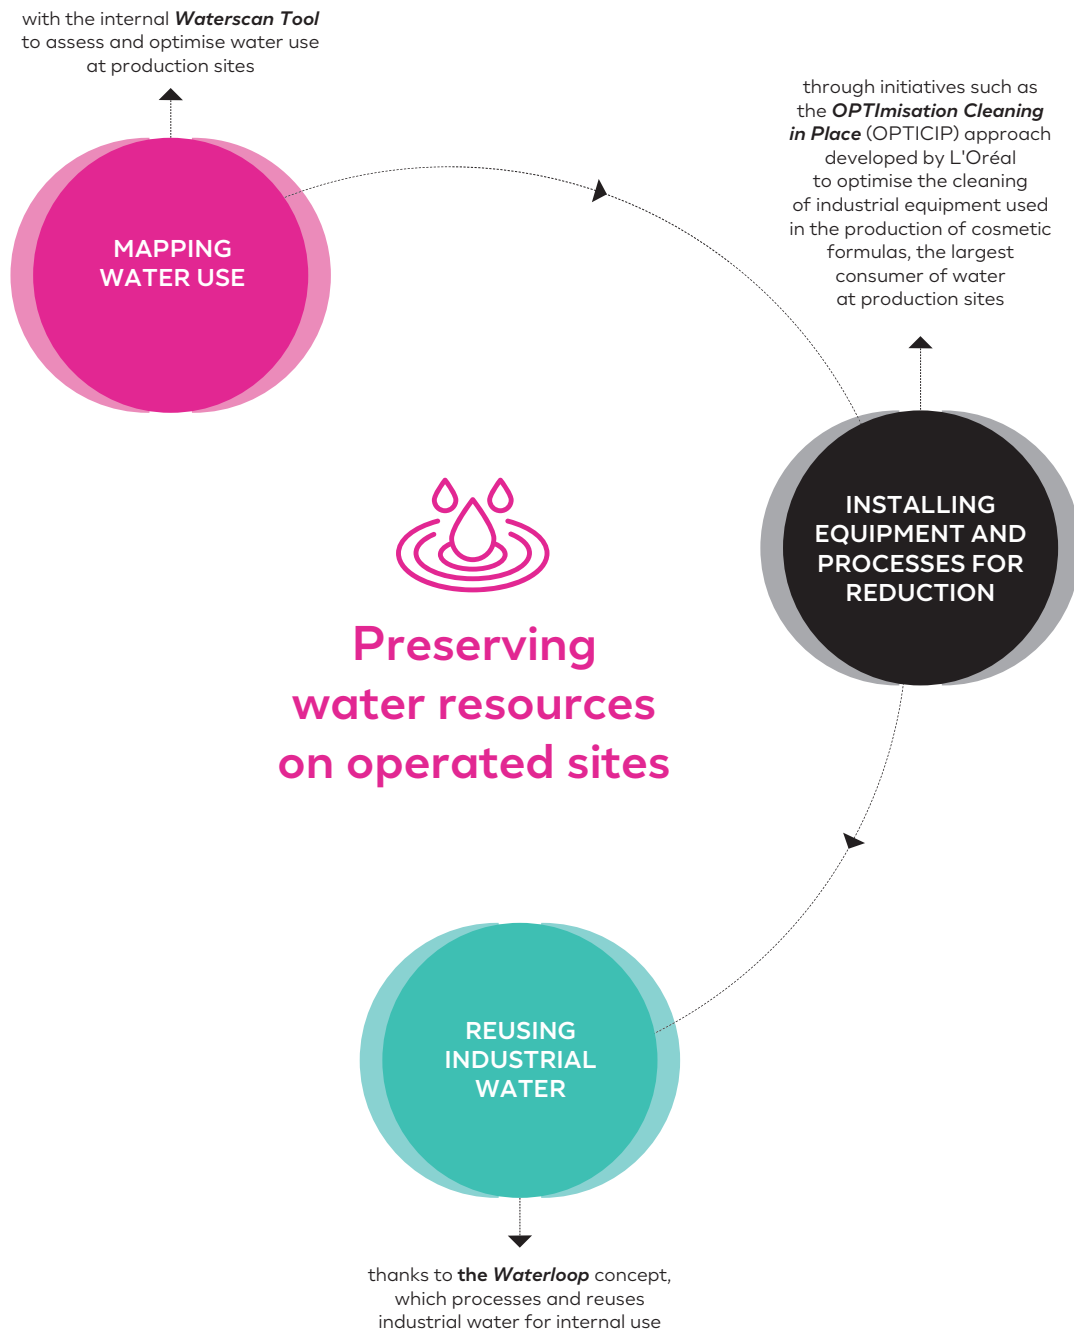 with the internal Waterscan Tool
to assess and optimise water use
at production sites
MAPPING
WATER USE
through initiatives such as
the OPTImisation Cleaning
in Place (OPTICIP) approach
developed by L'Oréal
to optimise the cleaning
of industrial equipment used
in the production of cosmetic
formulas, the largest
consumer of water
at production sites
INSTALLING
EQUIPMENT AND
PROCESSES FOR
REDUCTION
Preserving
water resources
on operated sites
REUSING
INDUSTRIAL
WATER
thanks to the Waterloop concept,
which processes and reuses
industrial water for internal use